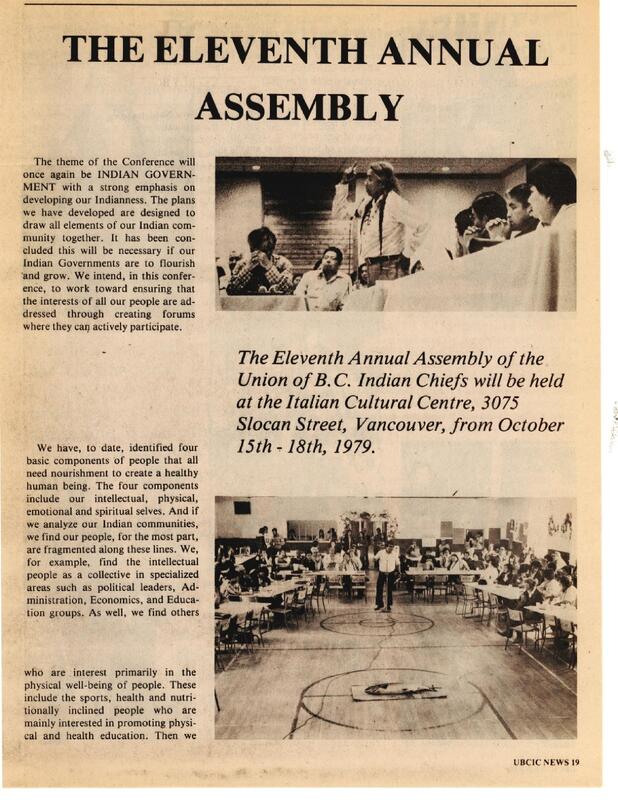 THE ELEVENTH ANNUAL
ASSEMBLY
The theme of the Conference will
once again be INDIAN GOVERN-
MENT with a strong emphasis on
developing our Indianness. The plans
we have developed are designed to
draw all elements of our Indian com-
munity together. It has been con-
cluded this will be necessary if our
Indian Governments are to flourish
and grow. We intend, in this confer-
ence, to work toward ensuring that
the interests of all our people are ad-
dressed through creating forums
where they can actively participate.
The Eleventh Annual Assembly of the
Union of B.C. Indian Chiefs will be held
at the Italian Cultural Centre, 3075
Slocan Street, Vancouver, from October
15th - 18th, 1979.
We have, to date, identified four
basic components of people that all
need nourishment to create a healthy
human being. The four components
include our intellectual, physical,
emotional and spiritual selves. And if
we analyze our Indian communities,
we find our people, for the most part,
are fragmented along these lines. We,
for example, find the intellectual
people as a collective in specialized
areas such as political leaders, Ad-
ministration, Economics, and Educa-
tion groups. As well, we find others
who are interest primarily in the
physical well-being of people. These
include the sports, health and nutri-
tionally inclined people who are
mainly interested in promoting physi-
cal and health education. Then we
UBCIC NEWS 19